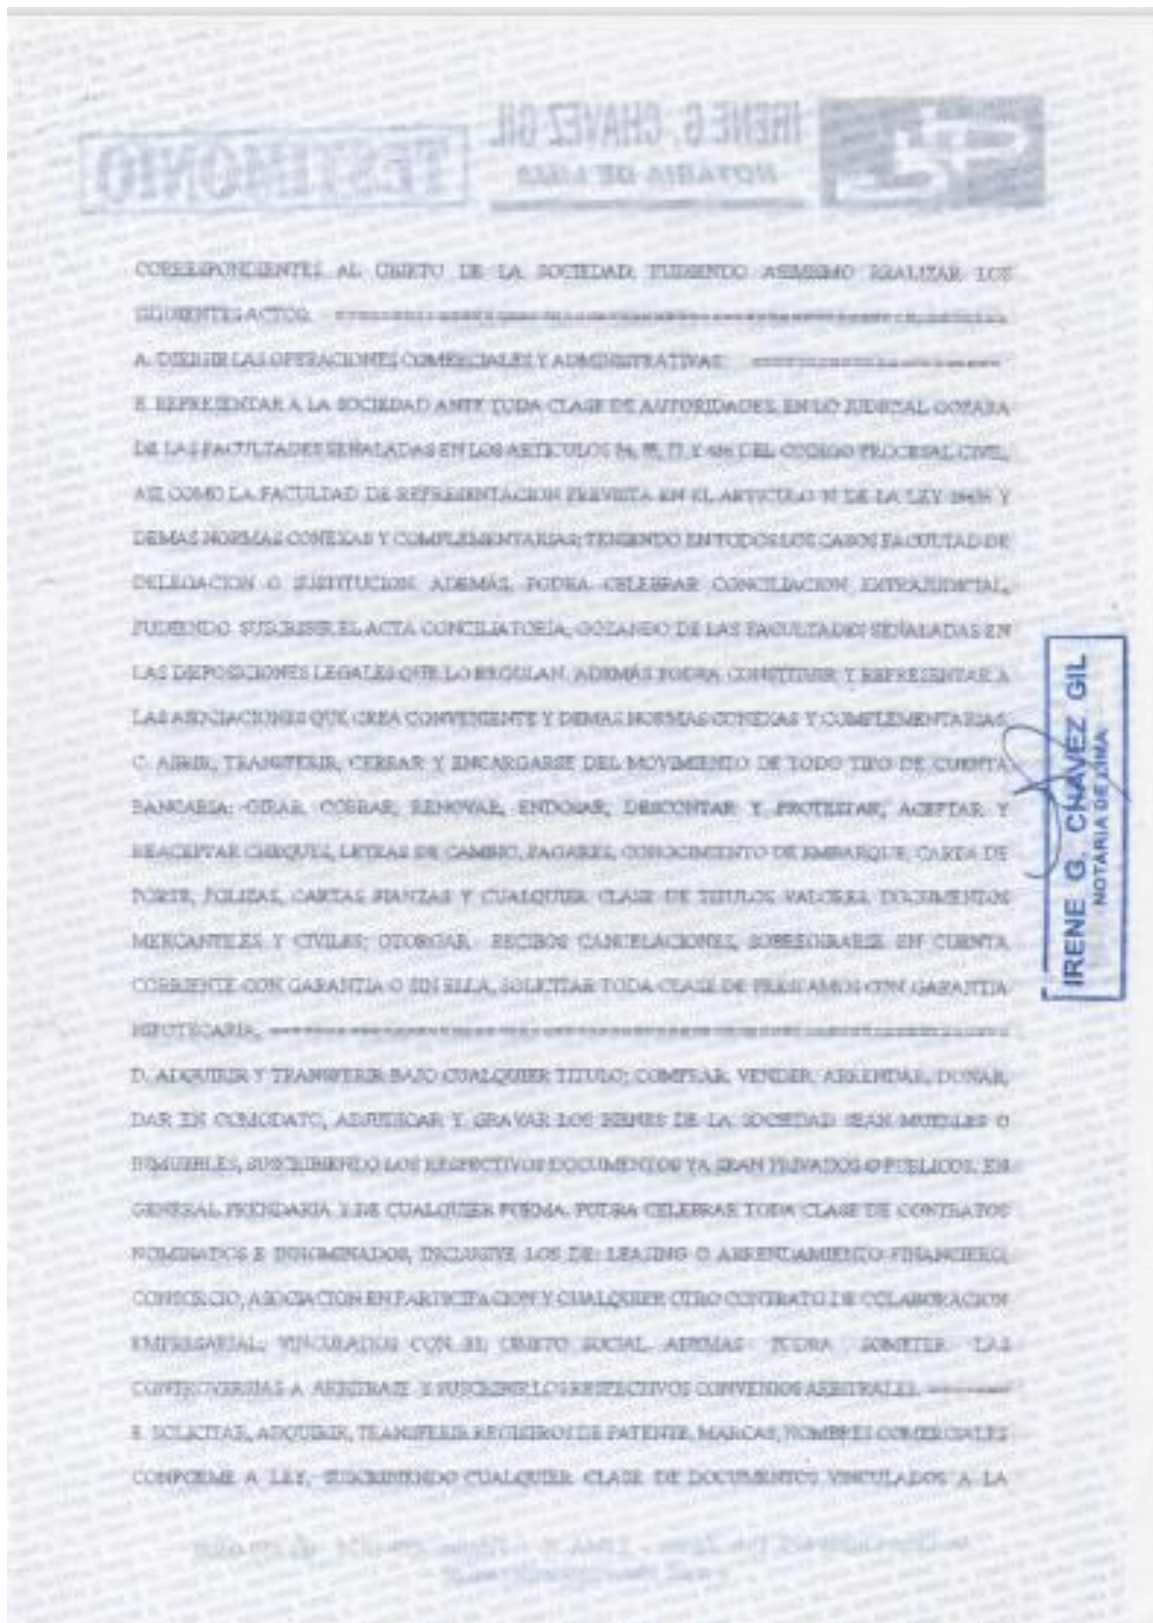 IRENE G. CHAVEZ GIL
NOTARIA DE LIMA
TESTIMONIO
CORRESPONDIENTES AL OBJETO DE LA SOCIEDAD, PUDIENDO ASIMISMO REALIZAR LOS
SIGUIENTES ACTOS:
A. DIRIGIR LAS OPERACIONES COMERCIALES Y ADMINISTRATIVAS.
B. REPRESENTAR A LA SOCIEDAD ANTE TODA CLASE DE AUTORIDADES. EN LO JUDICIAL GOZARA
DE LAS FACULTADES SEÑALADAS EN LOS ARTICULOS 74, 75, 77 Y 436 DEL CODIGO PROCESAL CIVIL,
ASI COMO LA FACULTAD DE REPRESENTACION PREVISTA EN EL ARTICULO 10 DE LA LEY 26636 Y
DEMAS NORMAS CONEXAS Y COMPLEMENTARIAS; TENIENDO EN TODOS LOS CASOS FACULTAD DE
DELEGACION O SUSTITUCION. ADEMÁS, PODRA CELEBRAR CONCILIACION EXTRAJUDICIAL,
PUDIENDO SUSCRIBIR EL ACTA CONCILIATORIA, GOZANDO DE LAS FACULTADES SEÑALADAS EN
LAS DISPOSICIONES LEGALES QUE LO REGULAN. ADEMÁS PODRA CONSTITUIR Y REPRESENTAR A
LAS ASOCIACIONES QUE CREA CONVENIENTE Y DEMAS NORMAS CONEXAS Y COMPLEMENTARIAS.
C. ABRIR, TRANSFERIR, CERRAR Y ENCARGARSE DEL MOVIMIENTO DE TODO TIPO DE CUENTA
BANCARIA; GIRAR, COBRAR, RENOVAR, ENDOSAR, DESCONTAR Y PROTESTAR, ACEPTAR Y
REACEPTAR CHEQUES, LETRAS DE CAMBIO, PAGARES, CONOCIMIENTO DE EMBARQUE, CARTA DE
PORTE, POLIZAS, CARTAS FIANZAS Y CUALQUIER CLASE DE TITULOS VALORES, DOCUMENTOS
MERCANTILES Y CIVILES; OTORGAR RECIBOS CANCELACIONES, SOBREGIRARSE EN CUENTA
CORRIENTE CON GARANTIA O SIN ELLA, SOLICITAR TODA CLASE DE PRESTAMOS CON GARANTIA
HIPOTECARIA.
D. ADQUIRIR Y TRANSFERIR BAJO CUALQUIER TITULO; COMPRAR, VENDER, ARRENDAR, DONAR,
DAR EN COMODATO, ADJUDICAR Y GRAVAR LOS BIENES DE LA SOCIEDAD SEAN MUEBLES O
INMUEBLES, SUSCRIBIENDO LOS RESPECTIVOS DOCUMENTOS YA SEAN PRIVADOS O PUBLICOS. EN
GENERAL PRENDARIA Y DE CUALQUIER FORMA. PODRA CELEBRAR TODA CLASE DE CONTRATOS
NOMINADOS E INNOMINADOS, INCLUSIVE LOS DE: LEASING O ARRENDAMIENTO FINANCIERO,
CONSORCIO, ASOCIACION EN PARTICIPACION Y CUALQUIER OTRO CONTRATO DE COLABORACION
EMPRESARIAL, VINCULADOS CON EL OBJETO SOCIAL. ADEMAS PODRA SOMETER LAS
CONTROVERSIAS A ARBITRAJE Y SUSCRIBIR LOS RESPECTIVOS CONVENIOS ARBITRALES.
E. SOLICITAR, ADQUIRIR, TRANSFERIR REGISTROS DE PATENTE, MARCAS, NOMBRES COMERCIALES
CONFORME A LEY, SUSCRIBIENDO CUALQUIER CLASE DE DOCUMENTOS VINCULADOS A LA
IRENE G. CHAVEZ GIL
NOTARIA DE LIMA